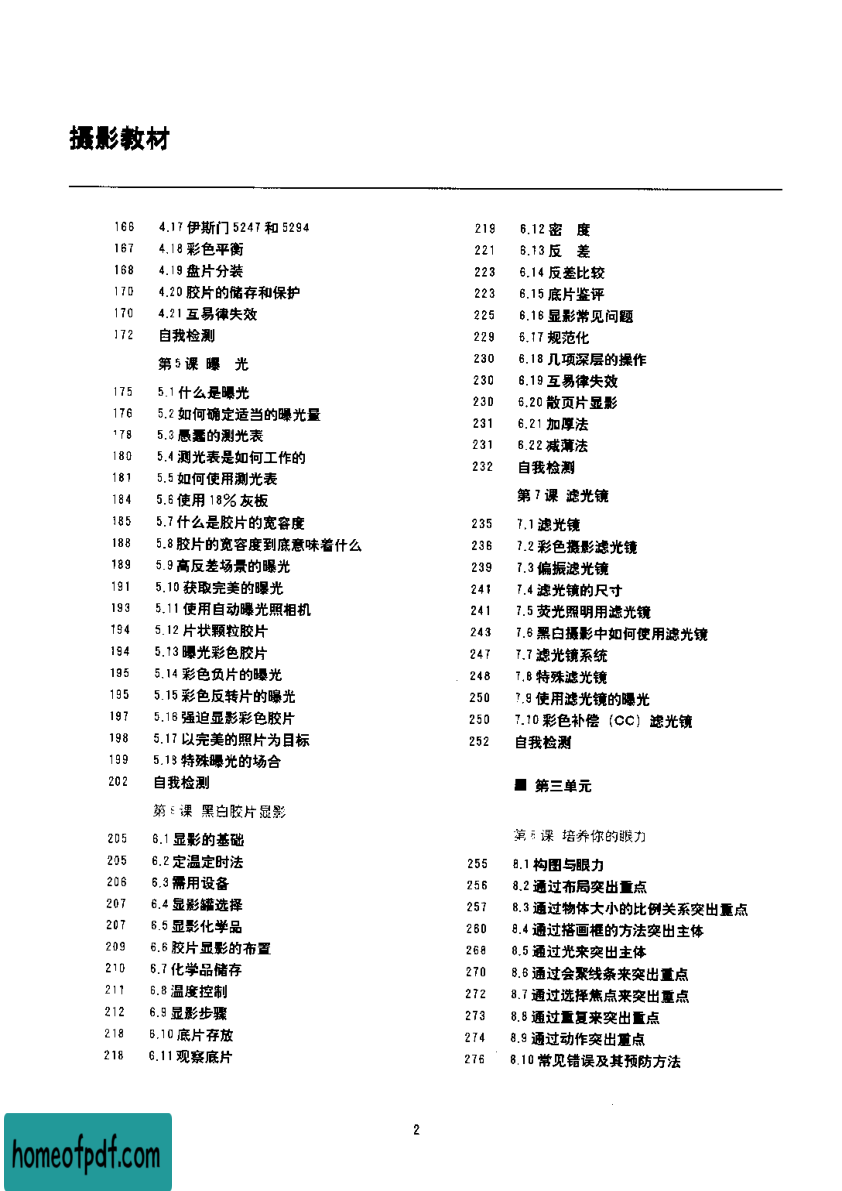 摄影教材
166 4.17 伊斯门 5247 和 5294
167 4.18 彩色平衡
168 4.19 盘片分装
170 4.20 胶片的储存和保护
170 4.21 互易律失效
172 自我检测
第 5 课 曝 光
175 5.1 什么是曝光
176 5.2 如何确定适当的曝光量
178 5.3 愚蠢的测光表
180 5.4 测光表是如何工作的
181 5.5 如何使用测光表
184 5.6 使用 18% 灰板
185 5.7 什么是胶片的宽容度
188 5.8 胶片的宽容度到底意味着什么
189 5.9 高反差场景的曝光
191 5.10 获取完美的曝光
193 5.11 使用自动曝光照相机
194 5.12 片状颗粒胶片
194 5.13 曝光彩色胶片
195 5.14 彩色负片的曝光
195 5.15 彩色反转片的曝光
197 5.16 强迫显影彩色胶片
198 5.17 以完美的照片为目标
199 5.18 特殊曝光的场合
202 自我检测
第 6 课 黑白胶片显影
205 6.1 显影的基础
205 6.2 定温定时法
206 6.3 需用设备
207 6.4 显影罐选择
207 6.5 显影化学品
209 6.6 胶片显影的布置
210 6.7 化学品储存
211 6.8 温度控制
212 6.9 显影步骤
218 6.10 底片存放
218 6.11 观察底片
219 6.12 密 度
221 6.13 反 差
223 6.14 反差比较
223 6.15 底片鉴评
225 6.16 显影常见问题
229 6.17 规范化
230 6.18 几项深层的操作
230 6.19 互易律失效
230 6.20 散页片显影
231 6.21 加厚法
231 6.22 减薄法
232 自我检测
第 7 课 滤光镜
235 7.1 滤光镜
236 7.2 彩色摄影滤光镜
239 7.3 偏振滤光镜
241 7.4 滤光镜的尺寸
241 7.5 荧光照明用滤光镜
243 7.6 黑白摄影中如何使用滤光镜
247 7.7 滤光镜系统
248 7.8 特殊滤光镜
250 7.9 使用滤光镜的曝光
250 7.10 彩色补偿 (CC) 滤光镜
252 自我检测
■ 第三单元
第 8 课 培养你的眼力
255 8.1 构图与眼力
256 8.2 通过布局突出重点
257 8.3 通过物体大小的比例关系突出重点
260 8.4 通过搭画框的方法突出主体
268 8.5 通过光来突出主体
270 8.6 通过会聚线条来突出重点
272 8.7 通过选择焦点来突出重点
273 8.8 通过重复来突出重点
274 8.9 通过动作突出重点
276 8.10 常见错误及其预防方法
2
homeofpdf.com